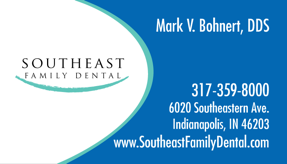 Mark V. Bohnert, DDS
SOUTHEAST
FAMILY DENTAL
317-359-8000
6020 Southeastern Ave.
Indianapolis, IN 46203
www.SoutheastFamilyDental.com